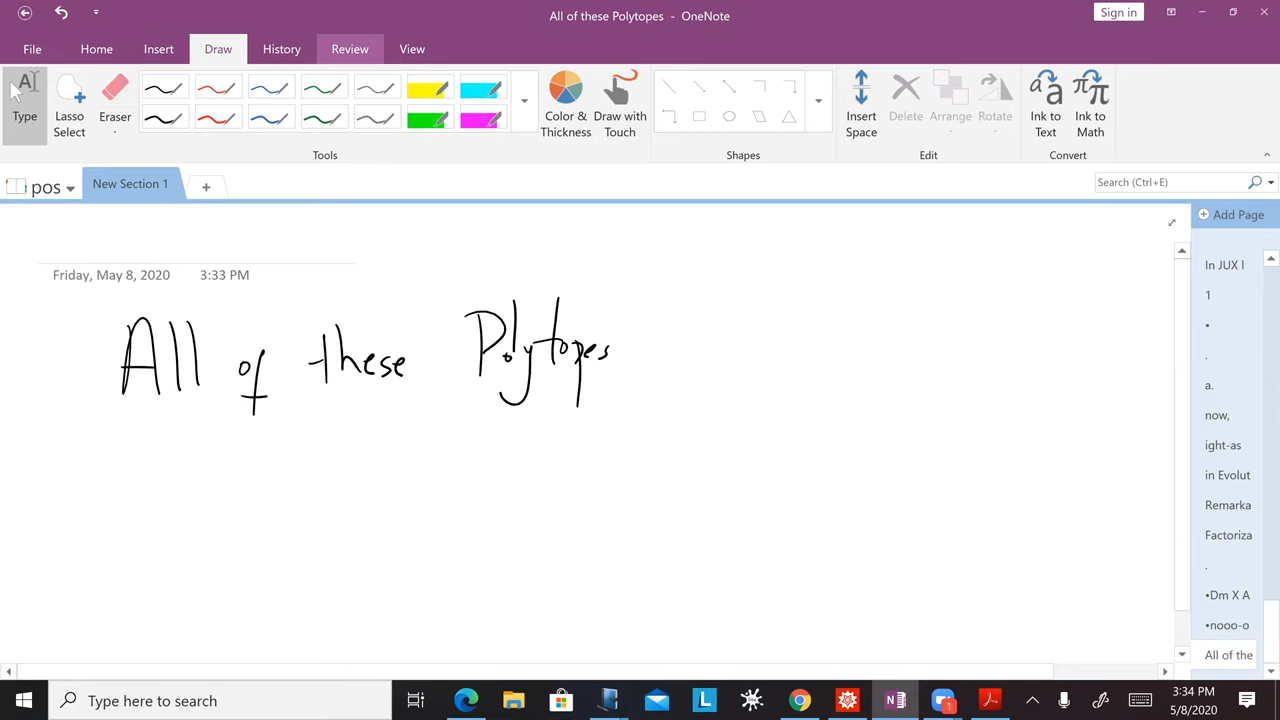 All of these Polytopes - OneNote
Sign in
File Home Insert Draw History Review View
Type
Lasso Select
Eraser
Color & Thickness
Draw with Touch
Insert Space
Delete
Arrange
Rotate
Ink to Text
Ink to Math
Tools
Shapes
Edit
Convert
pos
New Section 1
Search (Ctrl+E)
Add Page
Friday, May 8, 2020 3:33 PM
All of these Polytopes
In JUX l
1
•
.
a.
now,
ight-as
in Evolut
Remarka
Factoriza
.
•Dm X A
•nooo-o
All of the
Type here to search
1
3:34 PM
5/8/2020